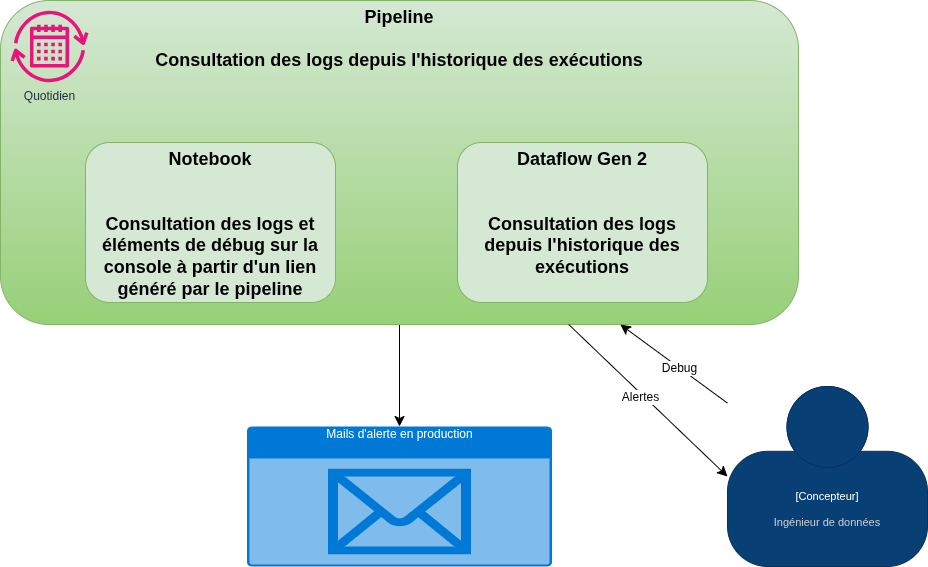 Pipeline
Consultation des logs depuis l'historique des exécutions
Quotidien
Notebook
Consultation des logs et
éléments de débug sur la
console à partir d'un lien
généré par le pipeline
Dataflow Gen 2
Consultation des logs
depuis l'historique des
exécutions
Debug
Alertes
Mails d'alerte en production
[Concepteur]
Ingénieur de données